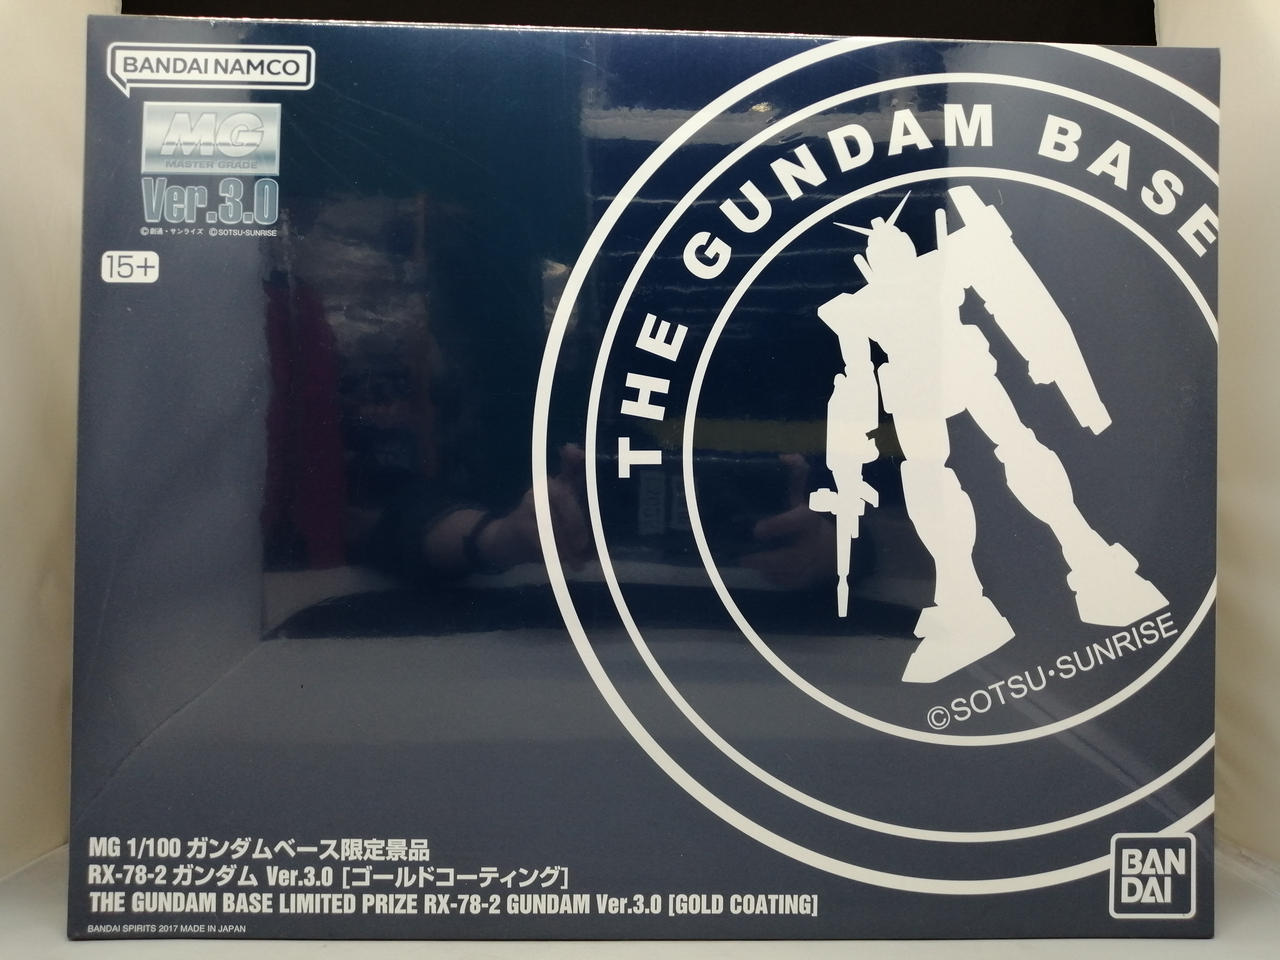 BANDAI NAMCO
MG
MASTER GRADE
Ver.3.0
©創通・サンライズ ©SOTSU・SUNRISE
15+
THE GUNDAM BASE
©SOTSU・SUNRISE
MG 1/100 ガンダムベース限定景品
RX-78-2 ガンダム Ver.3.0 [ゴールドコーティング]
THE GUNDAM BASE LIMITED PRIZE RX-78-2 GUNDAM Ver.3.0 [GOLD COATING]
BANDAI SPIRITS 2017 MADE IN JAPAN
BAN
DAI